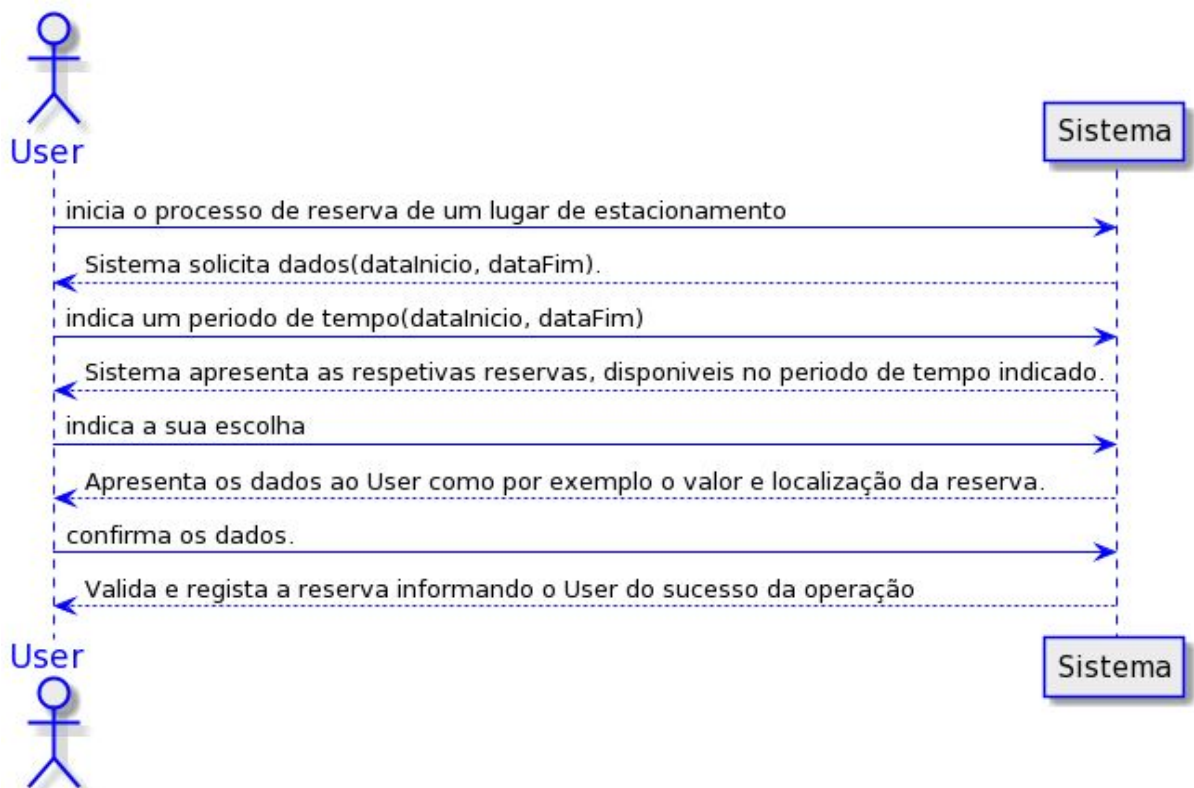 User
Sistema
inicia o processo de reserva de um lugar de estacionamento
Sistema solicita dados(dataInicio, dataFim).
indica um periodo de tempo(dataInicio, dataFim)
Sistema apresenta as respetivas reservas, disponiveis no periodo de tempo indicado.
indica a sua escolha
Apresenta os dados ao User como por exemplo o valor e localização da reserva.
confirma os dados.
Valida e regista a reserva informando o User do sucesso da operação
User
Sistema